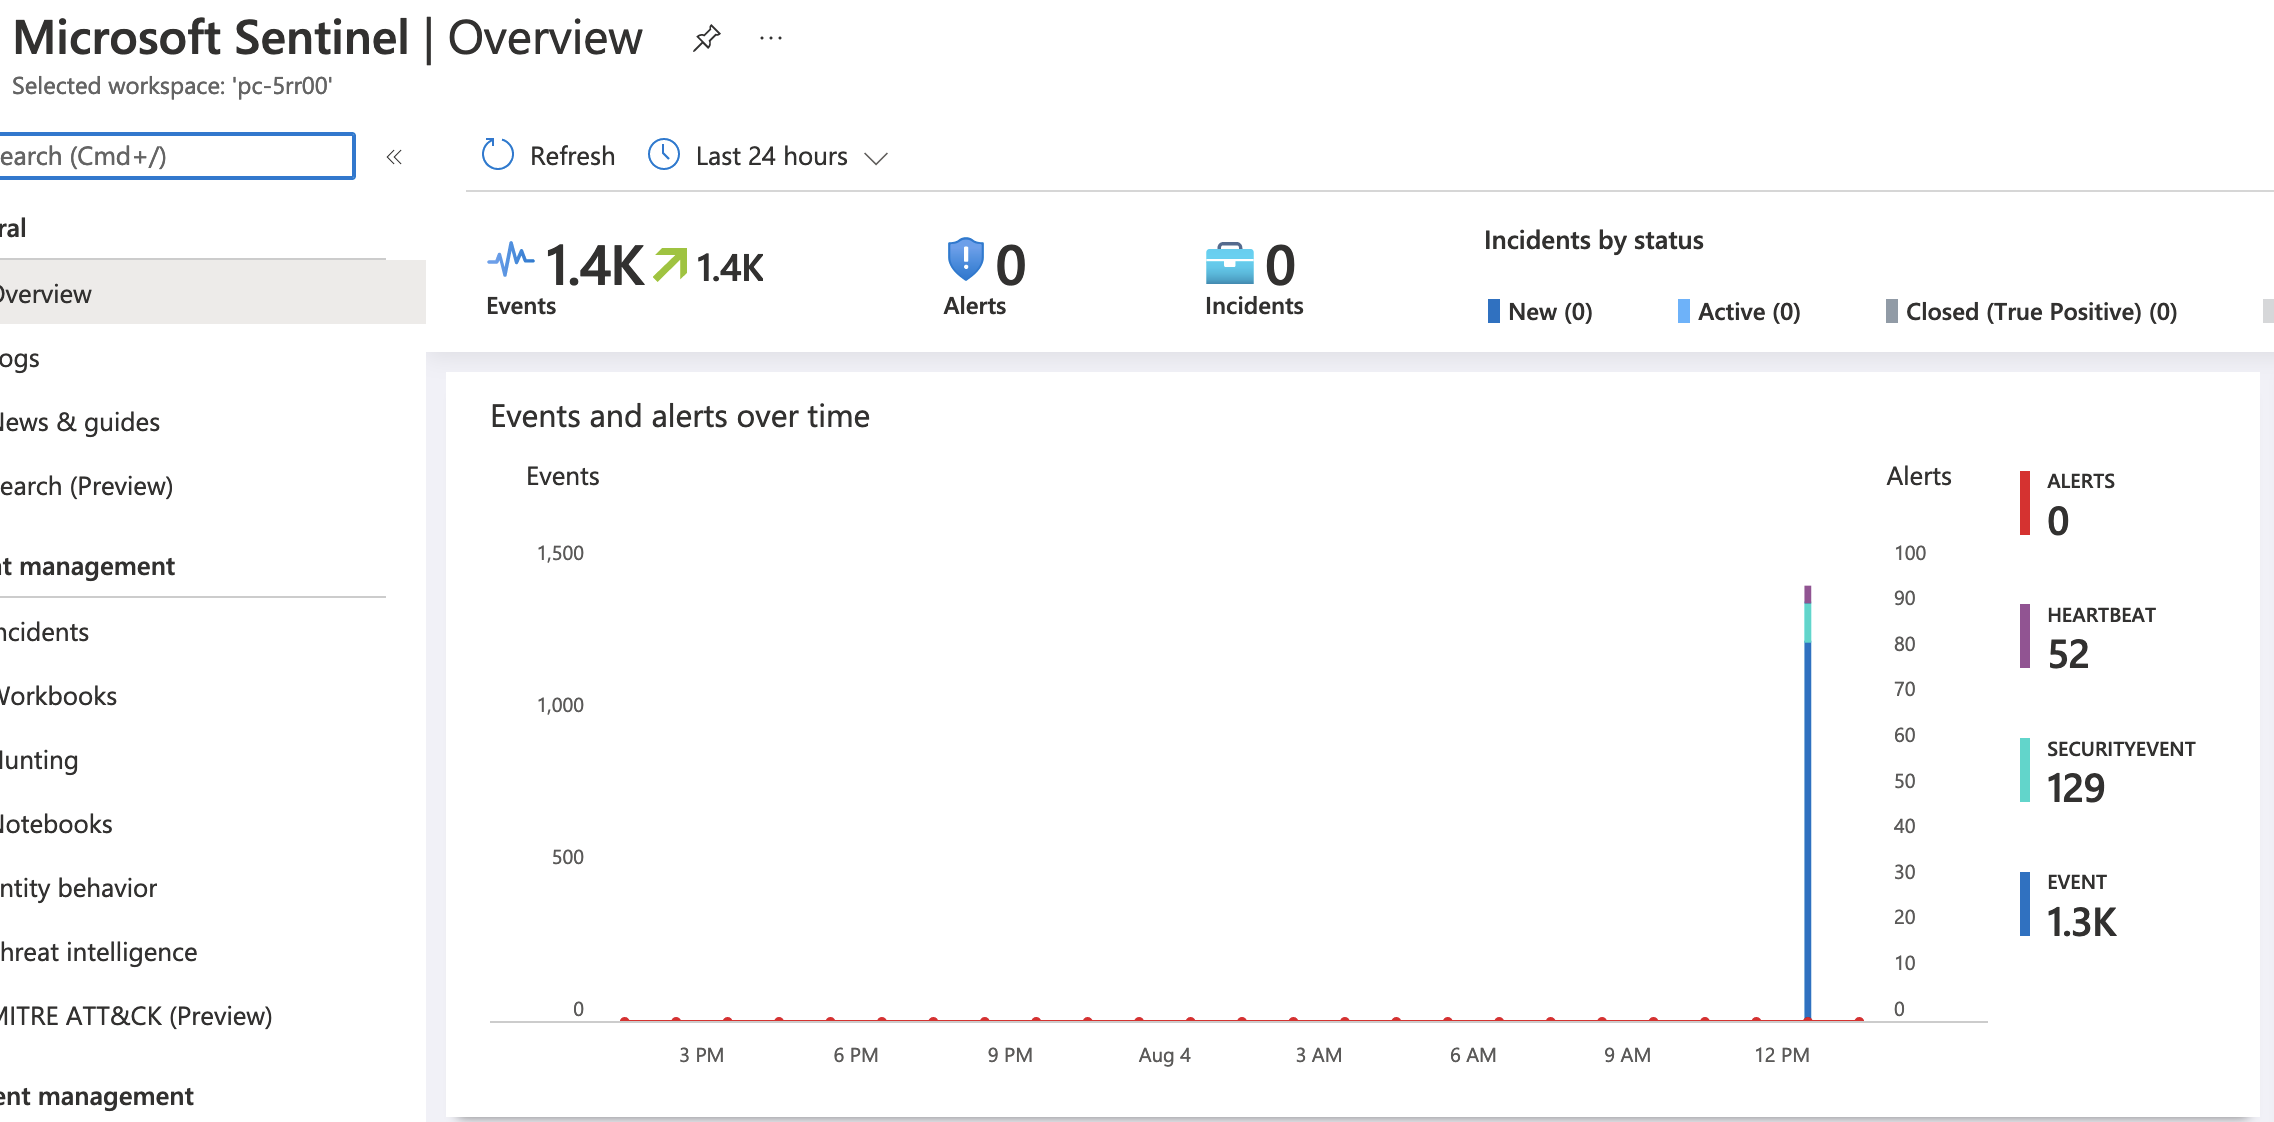 Microsoft Sentinel | Overview ...
Selected workspace: 'pc-5rr00'
earch (Cmd+/)
«
Refresh
Last 24 hours
ral
Overview
ogs
News & guides
earch (Preview)
nt management
ncidents
Workbooks
Hunting
Notebooks
ntity behavior
hreat intelligence
MITRE ATT&CK (Preview)
ent management
1.4K 1.4K
Events
0
Alerts
0
Incidents
Incidents by status
New (0)
Active (0)
Closed (True Positive) (0)
Events and alerts over time
Events
Alerts
1,500
1,000
500
0
100
90
80
70
60
50
40
30
20
10
0
3 PM
6 PM
9 PM
Aug 4
3 AM
6 AM
9 AM
12 PM
ALERTS
0
HEARTBEAT
52
SECURITYEVENT
129
EVENT
1.3K